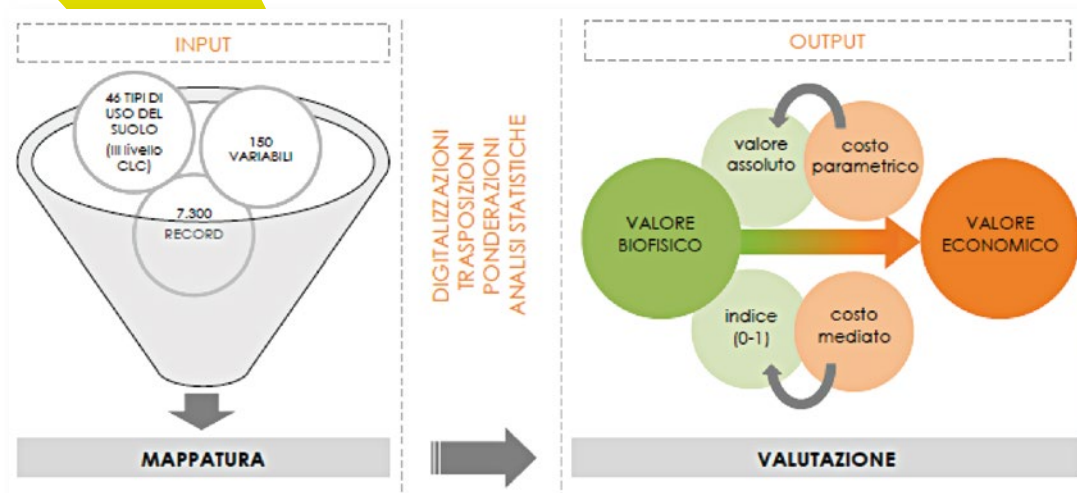 INPUT
46 TIPI DI
USO DEL
SUOLO
(III livello
CLC)
150
VARIABILI
7.300
RECORD
MAPPATURA
DIGITALIZZAZIONI
TRASPOSIZIONI
PONDERAZIONI
ANALISI STATISTICHE
OUTPUT
valore
assoluto
costo
parametrico
VALORE
BIOFISICO
VALORE
ECONOMICO
indice
(0-1)
costo
mediato
VALUTAZIONE